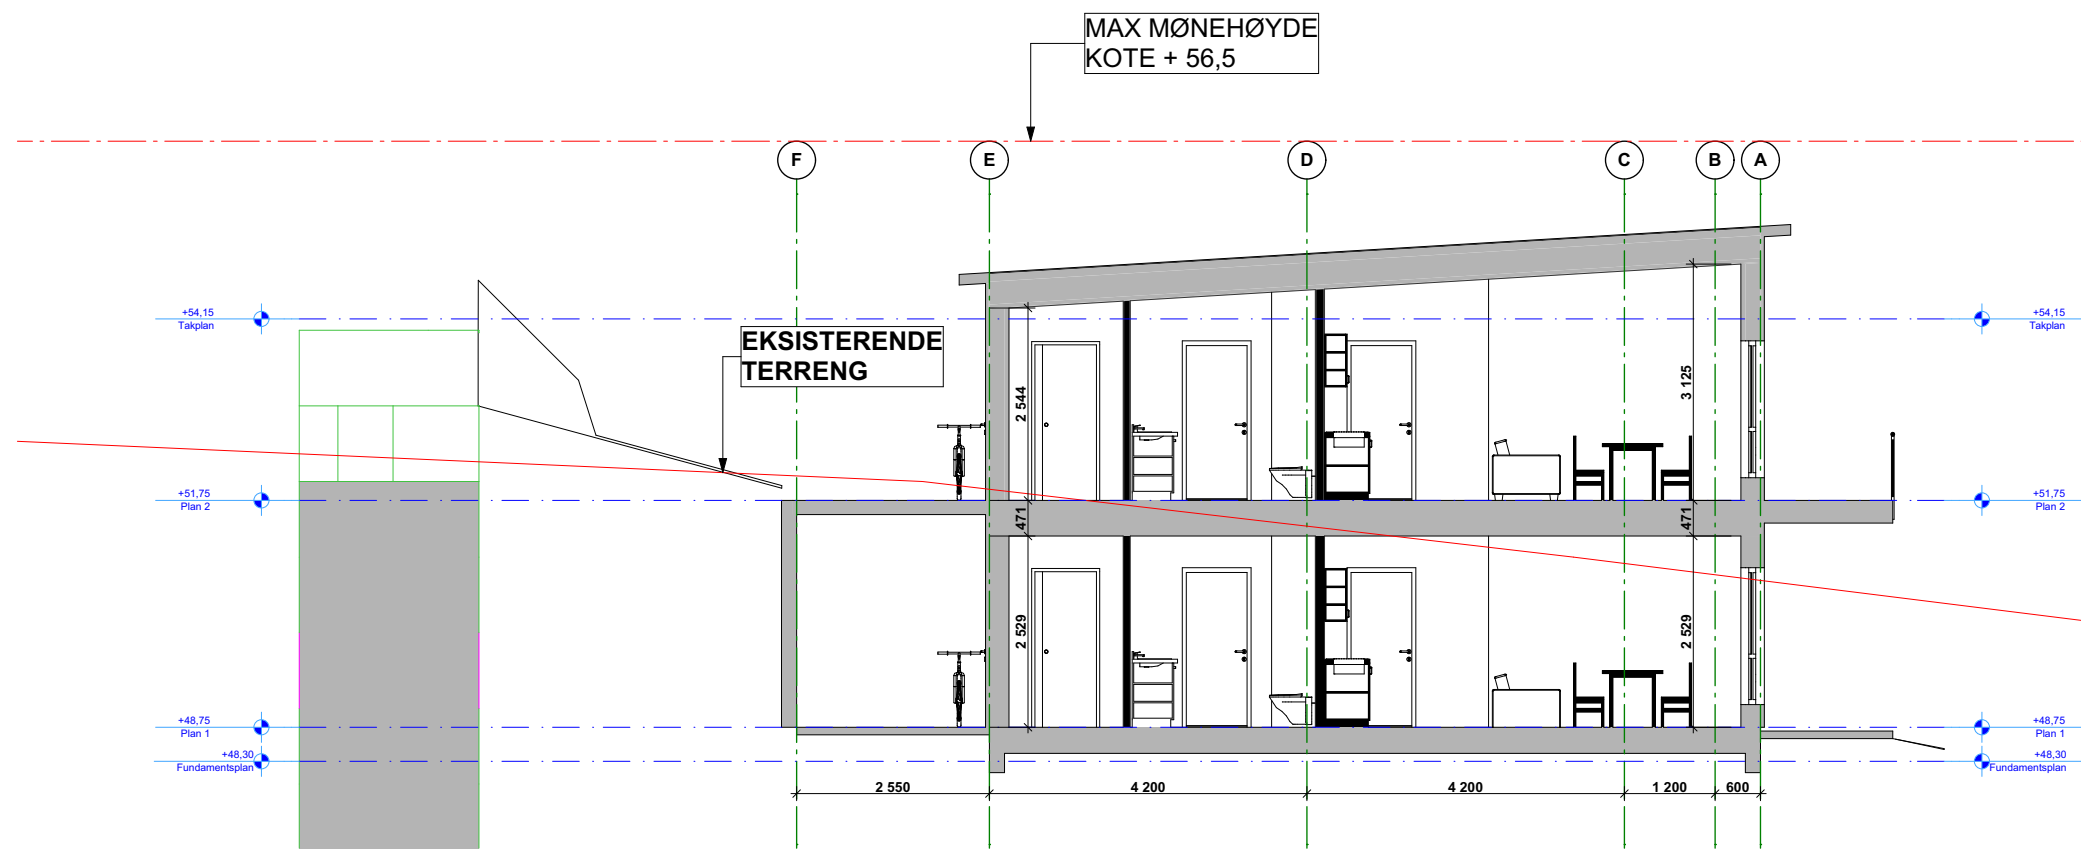 MAX MØNEHØYDE
KOTE + 56,5
F
E
D
C
B
A
+54,15
Takplan
+54,15
Takplan
EKSISTERENDE
TERRENG
2 544
3 125
+51,75
Plan 2
+51,75
Plan 2
471
471
2 529
2 529
+48,75
Plan 1
+48,75
Plan 1
+48,30
Fundamentsplan
+48,30
Fundamentsplan
2 550
4 200
4 200
1 200
600